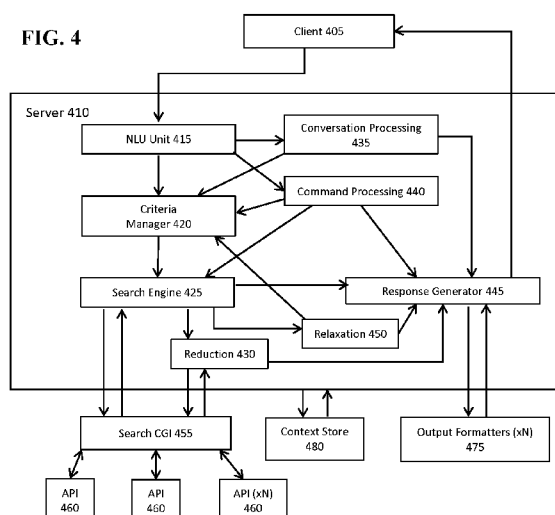 FIG. 4
Client 405
Server 410
NLU Unit 415
Conversation Processing
435
Command Processing 440
Criteria
Manager 420
Search Engine 425
Response Generator 445
Relaxation 450
Reduction 430
Search CGI 455
Context Store
480
Output Formatters (xN)
475
API
460
API
460
API (xN)
460